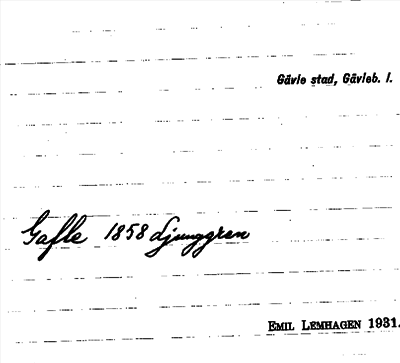 Gävle stad, Gävleb. l.
Gafle 1858 Ljunggren
EMIL LEMHAGEN 1931.